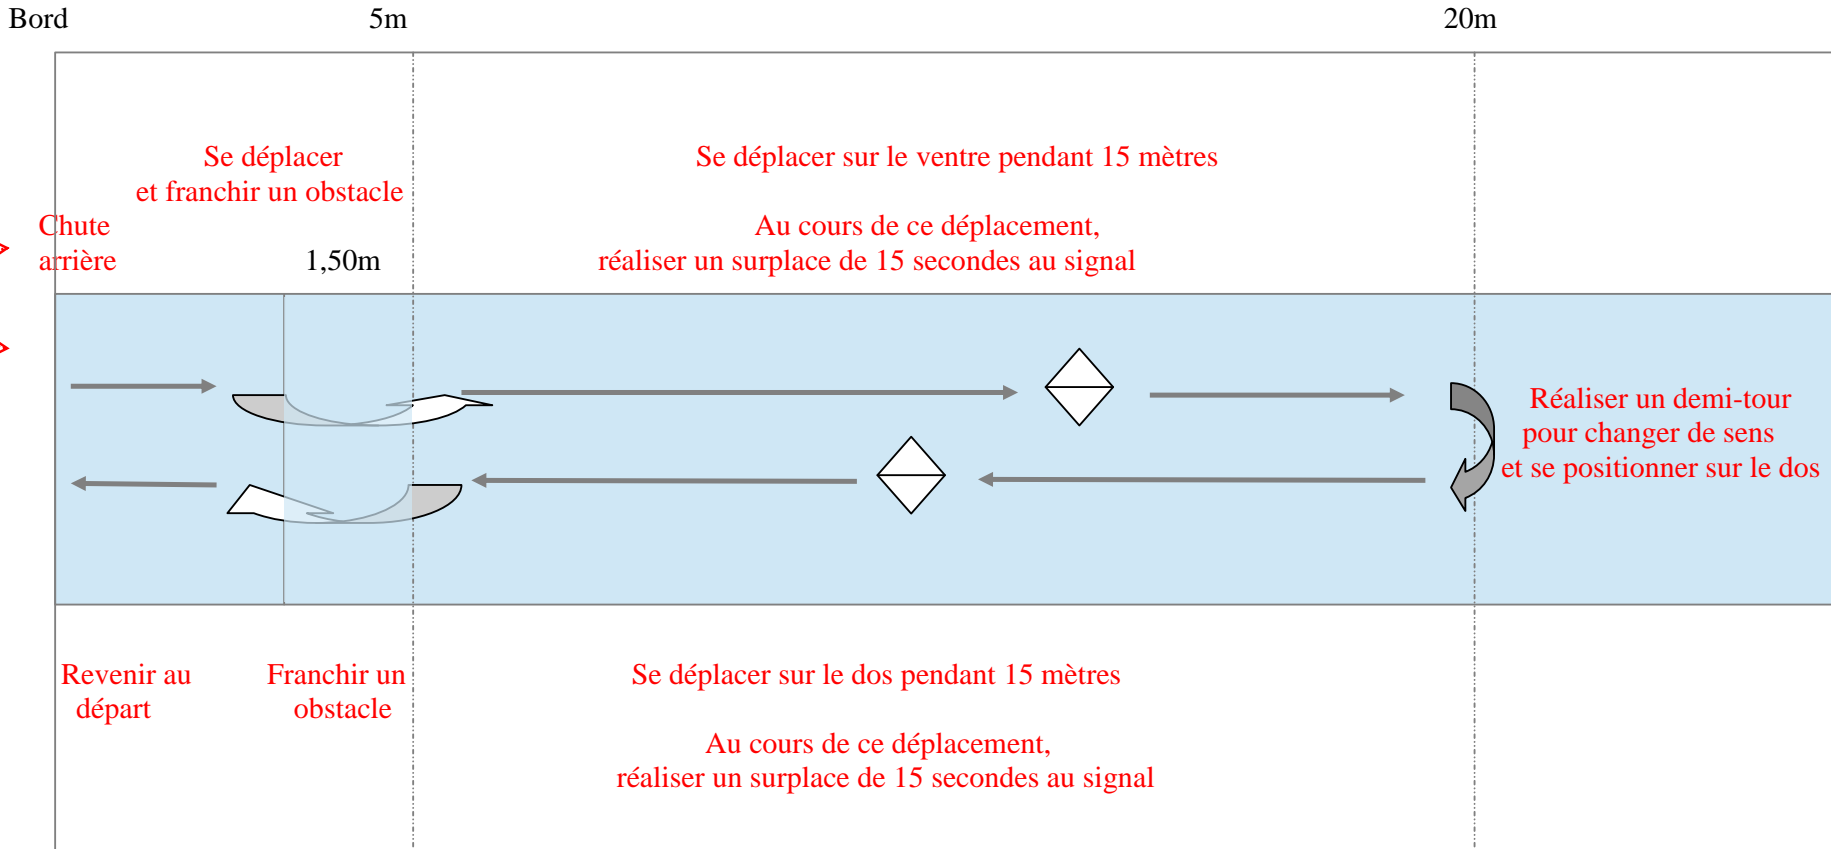 Bord
5m
20m
Se déplacer
et franchir un obstacle
Se déplacer sur le ventre pendant 15 mètres
Chute
arrière
Au cours de ce déplacement,
réaliser un surplace de 15 secondes au signal
1,50m
Réaliser un demi-tour
pour changer de sens
et se positionner sur le dos
Revenir au
départ
Franchir un
obstacle
Se déplacer sur le dos pendant 15 mètres
Au cours de ce déplacement,
réaliser un surplace de 15 secondes au signal